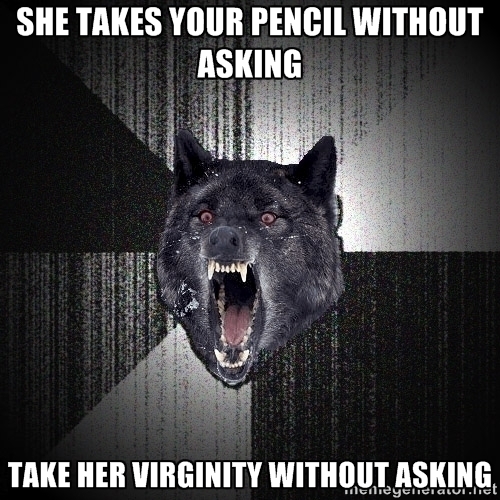 SHE TAKES YOUR PENCIL WITHOUT
ASKING
TAKE HER VIRGINITY WITHOUT ASKING
memegenerator.net